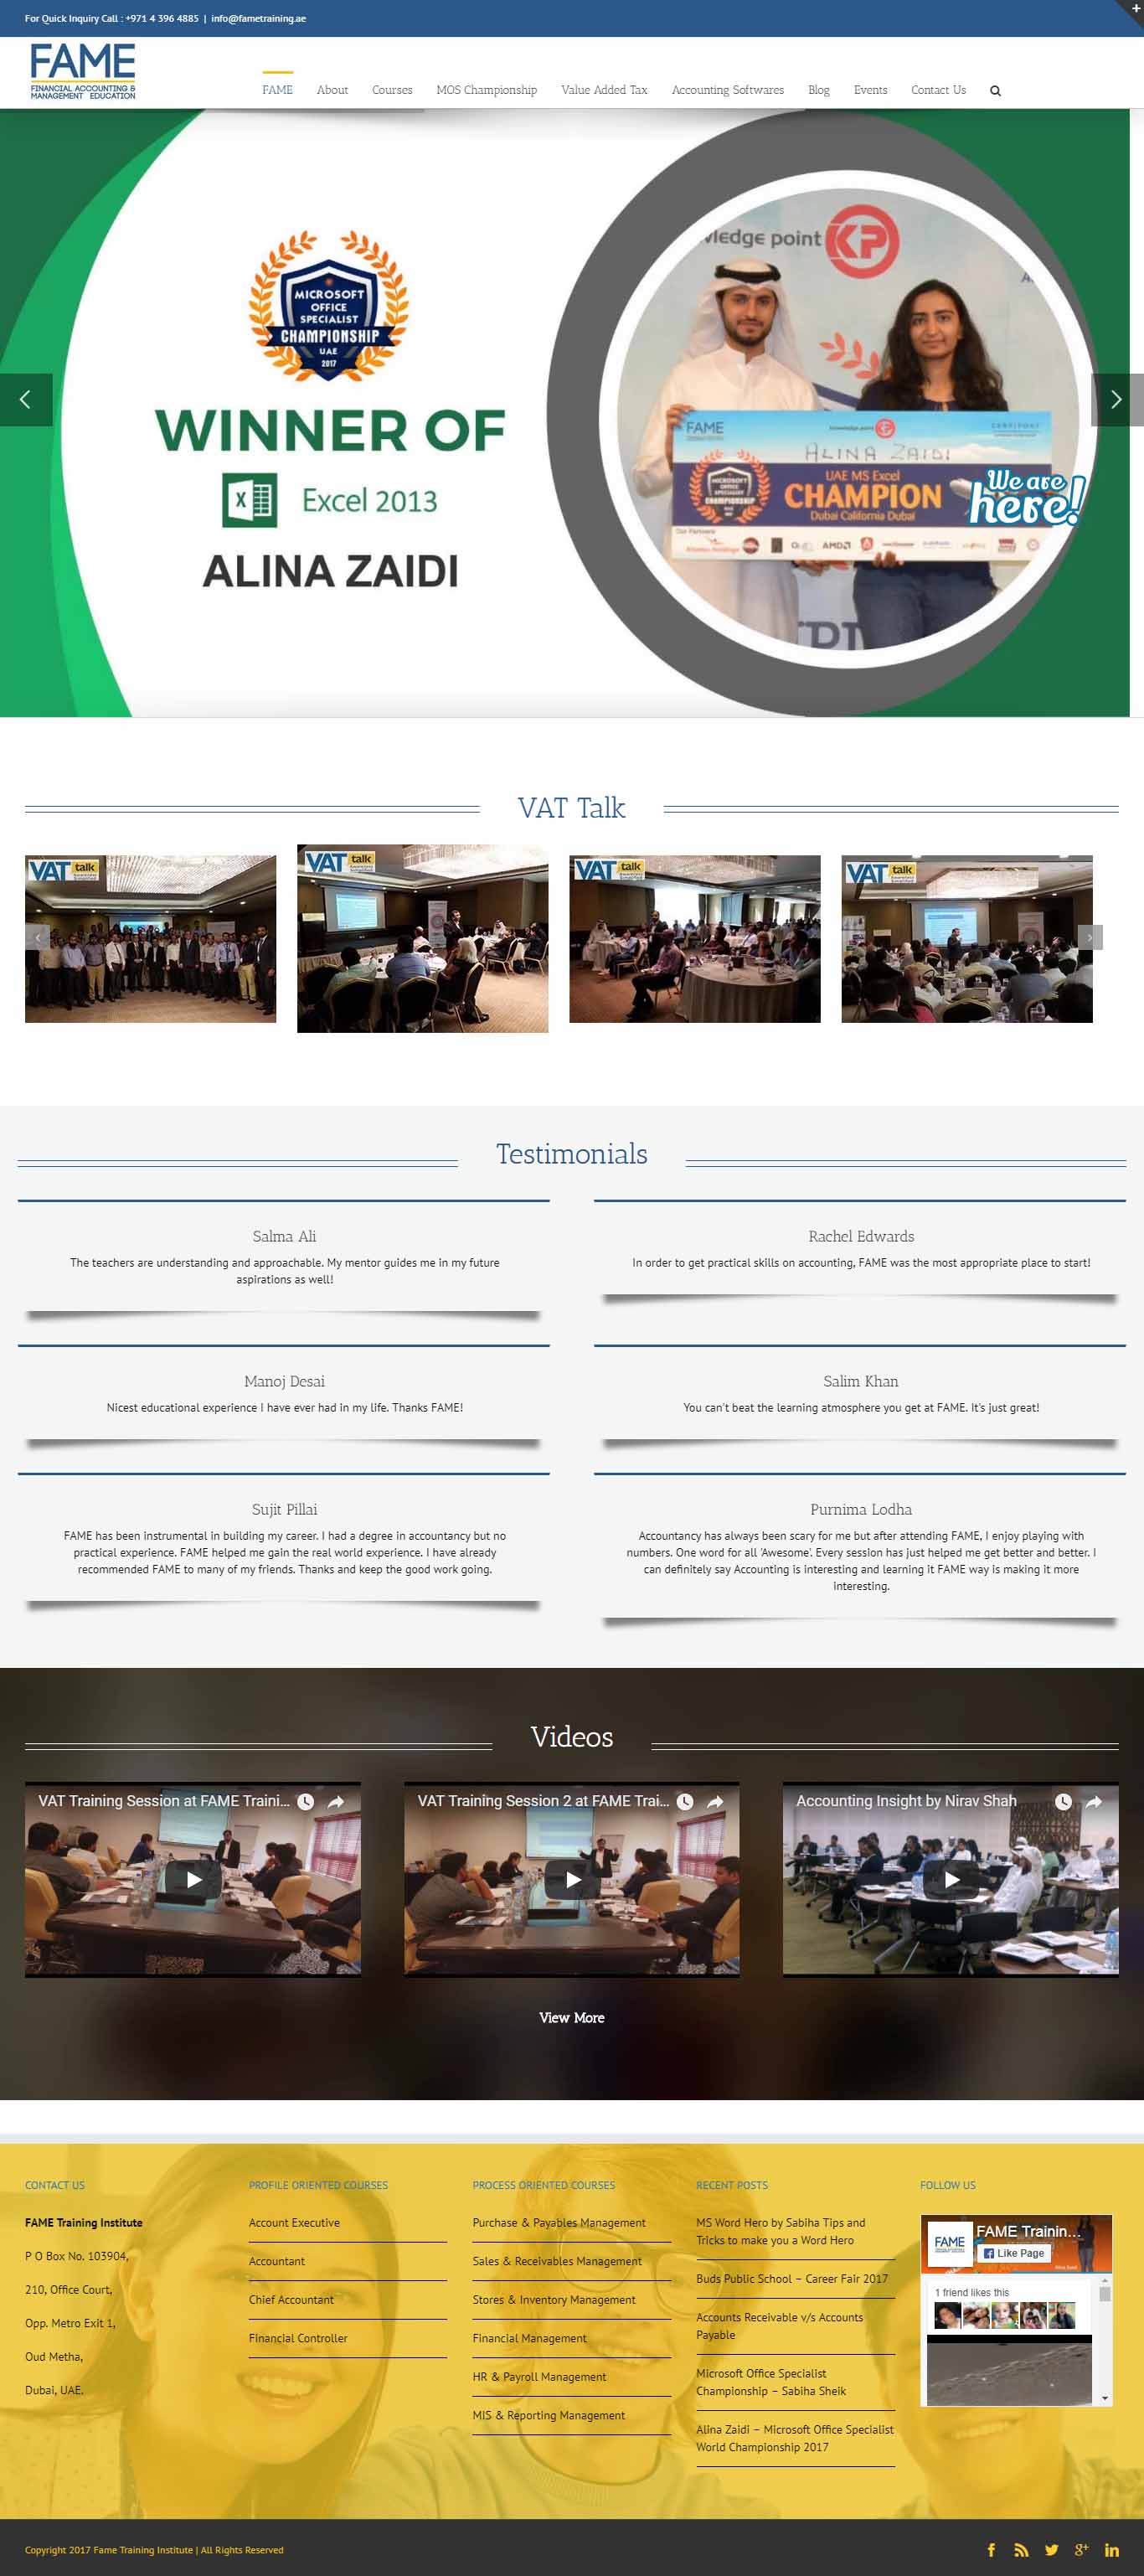 For Quick Inquiry Call : +971 4 396 4885 | info@fametraining.ae
FAME
FINANCIAL ACCOUNTING &
MANAGEMENT EDUCATION
FAME About Courses MOS Championship Value Added Tax Accounting Softwares Blog Events Contact Us
MICROSOFT
OFFICE
SPECIALIST
CHAMPIONSHIP
UAE
2017
WINNER OF
Excel 2013
ALINA ZAIDI
ledge point KP
FAME
knowledge point
ALINA ZAIDI
UAE MS Excel
CHAMPION
Dubai California Dubai
Our Partners
AMD
We are
here!
VAT Talk
VAT talk
VAT talk
VAT talk
VAT talk
Testimonials
Salma Ali
The teachers are understanding and approachable. My mentor guides me in my future
aspirations as well!
Rachel Edwards
In order to get practical skills on accounting, FAME was the most appropriate place to start!
Manoj Desai
Nicest educational experience I have ever had in my life. Thanks FAME!
Salim Khan
You can't beat the learning atmosphere you get at FAME. It's just great!
Sujit Pillai
FAME has been instrumental in building my career. I had a degree in accountancy but no
practical experience. FAME helped me gain the real world experience. I have already
recommended FAME to many of my friends. Thanks and keep the good work going.
Purnima Lodha
Accountancy has always been scary for me but after attending FAME, I enjoy playing with
numbers. One word for all 'Awesome'. Every session has just helped me get better and better. I
can definitely say Accounting is interesting and learning it FAME way is making it more
interesting.
Videos
VAT Training Session at FAME Traini...
VAT Training Session 2 at FAME Trai...
Accounting Insight by Nirav Shah
View More
CONTACT US
FAME Training Institute
P O Box No. 103904,
210, Office Court,
Opp. Metro Exit 1,
Oud Metha,
Dubai, UAE.
PROFILE ORIENTED COURSES
Account Executive
Accountant
Chief Accountant
Financial Controller
PROCESS ORIENTED COURSES
Purchase & Payables Management
Sales & Receivables Management
Stores & Inventory Management
Financial Management
HR & Payroll Management
MIS & Reporting Management
RECENT POSTS
MS Word Hero by Sabiha Tips and
Tricks to make you a Word Hero
Buds Public School – Career Fair 2017
Accounts Receivable v/s Accounts
Payable
Microsoft Office Specialist
Championship – Sabiha Sheik
Alina Zaidi – Microsoft Office Specialist
World Championship 2017
FOLLOW US
FAME
FAME Trainin...
Like Page
1 friend likes this
Copyright 2017 Fame Training Institute | All Rights Reserved